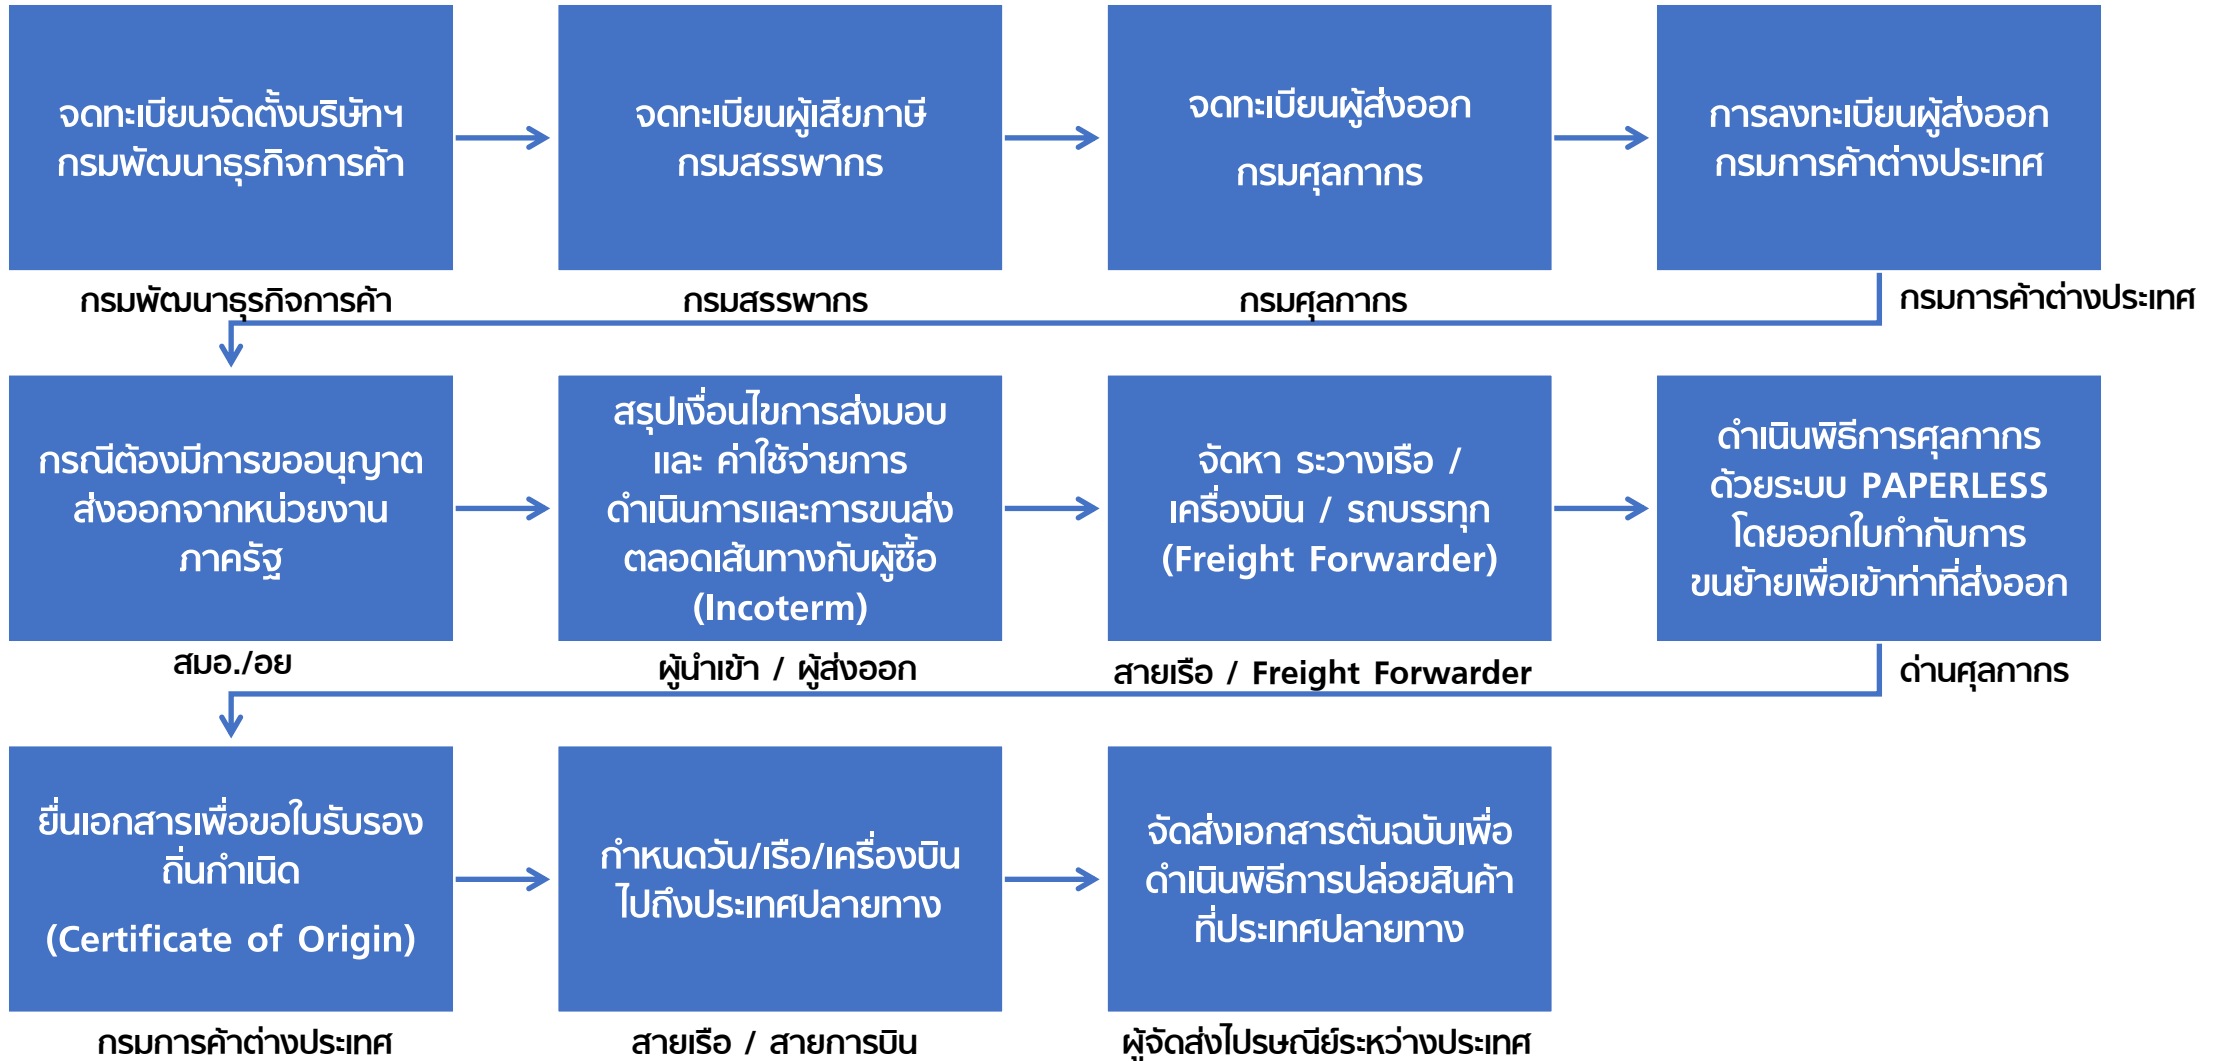 จดทะเบียนจัดตั้งบริษัทฯ
กรมพัฒนาธุรกิจการค้า
กรมพัฒนาธุรกิจการค้า
จดทะเบียนผู้เสียภาษี
กรมสรรพากร
กรมสรรพากร
จดทะเบียนผู้ส่งออก
กรมศุลกากร
กรมศุลกากร
การลงทะเบียนผู้ส่งออก
กรมการค้าต่างประเทศ
กรมการค้าต่างประเทศ
กรณีต้องมีการขออนุญาต
ส่งออกจากหน่วยงาน
ภาครัฐ
สมอ./อย
สรุปเงื่อนไขการส่งมอบ
และ ค่าใช้จ่ายการ
ดำเนินการและการขนส่ง
ตลอดเส้นทางกับผู้ซื้อ
(Incoterm)
ผู้นำเข้า / ผู้ส่งออก
จัดหา ระวางเรือ /
เครื่องบิน / รถบรรทุก
(Freight Forwarder)
สายเรือ / Freight Forwarder
ดำเนินพิธีการศุลกากร
ด้วยระบบ PAPERLESS
โดยออกใบกำกับการ
ขนย้ายเพื่อเข้าท่าที่ส่งออก
ด่านศุลกากร
ยื่นเอกสารเพื่อขอใบรับรอง
ถิ่นกำเนิด
(Certificate of Origin)
กรมการค้าต่างประเทศ
กำหนดวัน/เรือ/เครื่องบิน
ไปถึงประเทศปลายทาง
สายเรือ / สายการบิน
จัดส่งเอกสารต้นฉบับเพื่อ
ดำเนินพิธีการปล่อยสินค้า
ที่ประเทศปลายทาง
ผู้จัดส่งไปรษณีย์ระหว่างประเทศ